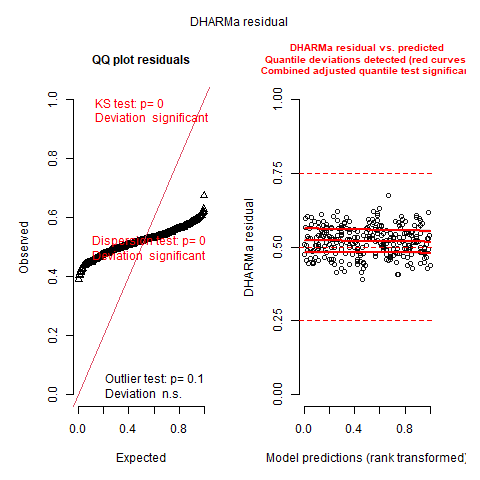 DHARMa residual
QQ plot residuals
KS test: p= 0
Deviation significant
Dispersion test: p= 0
Deviation significant
Outlier test: p= 0.1
Deviation n.s.
Observed
0.0
0.2
0.4
0.6
0.8
1.0
0.0
0.4
0.8
Expected
DHARMa residual vs. predicted
Quantile deviations detected (red curves
Combined adjusted quantile test significan
DHARMa residual
0.00
0.25
0.50
0.75
1.00
0.0
0.4
0.8
Model predictions (rank transformed)